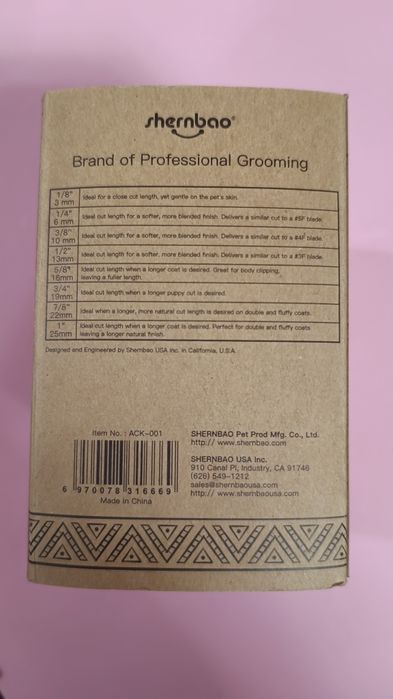 shernbao®
Brand of Professional Grooming
1/8"
3 mm
Ideal for a close cut length, yet gentle on the pet's skin.
1/4"
6 mm
Ideal cut length for a softer, more blended finish. Delivers a similar cut to a #5F blade.
3/8"
10 mm
Ideal cut length for a softer, more blended finish. Delivers a similar cut to a #4F blade.
1/2"
13mm
Ideal cut length for a softer, more blended finish. Delivers a similar cut to a #3F blade.
5/8"
16mm
Ideal cut length when a longer coat is desired. Great for body clipping,
leaving a fuller length.
3/4"
19mm
Ideal cut length when a longer puppy cut is desired.
7/8"
22mm
Ideal when a longer, more natural cut length is desired on double and fluffy coats.
1"
25mm
Ideal cut length when a longer coat is desired. Perfect for double and fluffy coats
leaving a longer natural finish.
Designed and Engineered by Shernbao USA Inc. in California, U.S.A.
Item No.: ACK-001
6 970078 316669
Made in China
SHERNBAO Pet Prod Mfg. Co., Ltd.
http:// www.shernbao.com
SHERNBAO USA Inc.
910 Canal Pl, Industry, CA 91746
(626) 549-1212
sales@shernbaousa.com
http:// www.shernbaousa.com